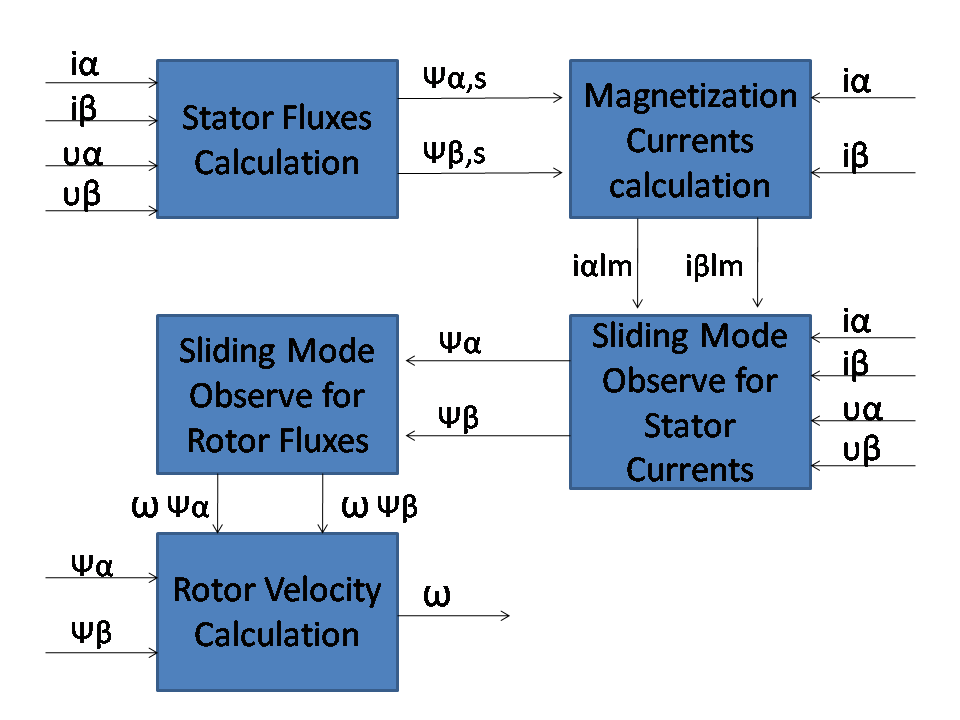 iα
iβ
υα
υβ
Stator Fluxes
Calculation
Ψα,s
Ψβ,s
Magnetization
Currents
calculation
iα
iβ
iαlm
iβlm
Sliding Mode
Observe for
Stator
Currents
iα
iβ
υα
υβ
Ψα
Ψβ
Sliding Mode
Observe for
Rotor Fluxes
ω Ψα
ω Ψβ
Ψα
Ψβ
Rotor Velocity
Calculation
ω